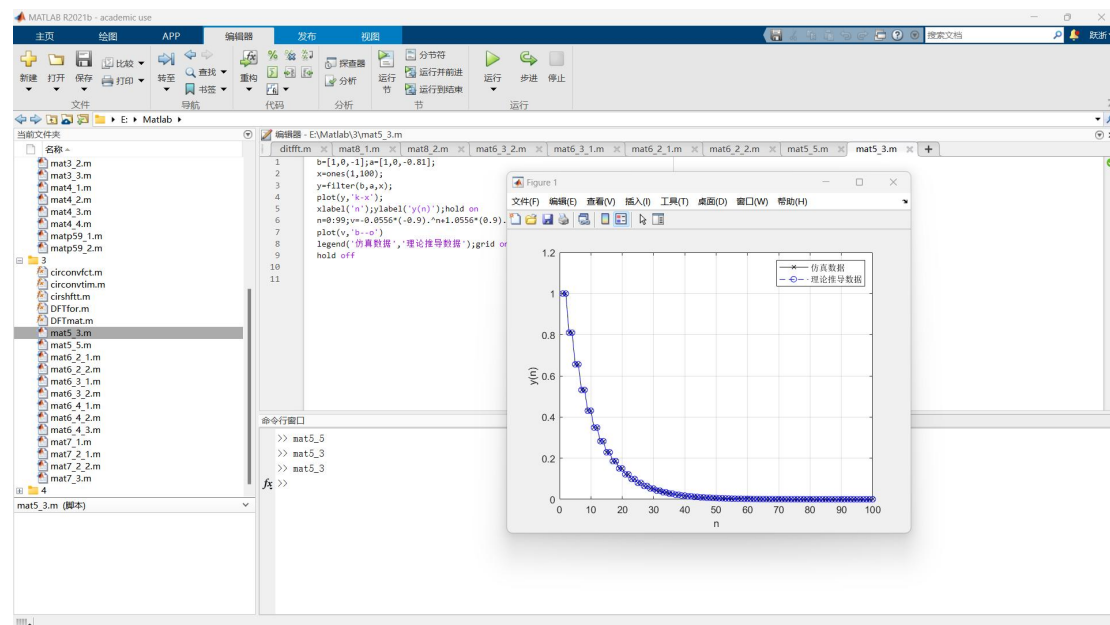 MATLAB R2021b - academic use
主页 绘图 APP 编辑器 发布 视图
搜索文档
跃浙
新建 打开 保存 比较 打印
文件
转至 查找 书签
导航
重构
代码
探查器 分析
分析
运行节 分节符 运行并前进 运行到结束
节
运行 步进 停止
运行
E: Matlab
当前文件夹
名称
mat3_2.m
mat3_3.m
mat4_1.m
mat4_2.m
mat4_3.m
mat4_4.m
matp59_1.m
matp59_2.m
3
circonvfct.m
circonvtim.m
cirshftt.m
DFTfor.m
DFTmat.m
mat5_3.m
mat5_5.m
mat6_2_1.m
mat6_2_2.m
mat6_3_1.m
mat6_3_2.m
mat6_4_1.m
mat6_4_2.m
mat6_4_3.m
mat7_1.m
mat7_2_1.m
mat7_2_2.m
mat7_3.m
4
mat5_3.m (脚本)
编辑器 - E:\Matlab\3\mat5_3.m
ditfft.m mat8_1.m mat8_2.m mat6_3_2.m mat6_3_1.m mat6_2_1.m mat6_2_2.m mat5_5.m mat5_3.m
1 b=[1,0,-1];a=[1,0,-0.81];
2 x=ones(1,100);
3 y=filter(b,a,x);
4 plot(y,'k-x');
5 xlabel('n');ylabel('y(n)');hold on
6 n=0:99;v=-0.0556*(-0.9).^n+1.0556*(0.9).
7 plot(v,'b--o')
8 legend('仿真数据','理论推导数据');grid on
9 hold off
10
11
命令行窗口
>> mat5_5
>> mat5_3
>> mat5_3
fx >>
Figure 1
文件(F) 编辑(E) 查看(V) 插入(I) 工具(T) 桌面(D) 窗口(W) 帮助(H)
仿真数据
理论推导数据
1.2
1
0.8
0.6
0.4
0.2
0
y(n)
0 10 20 30 40 50 60 70 80 90 100
n